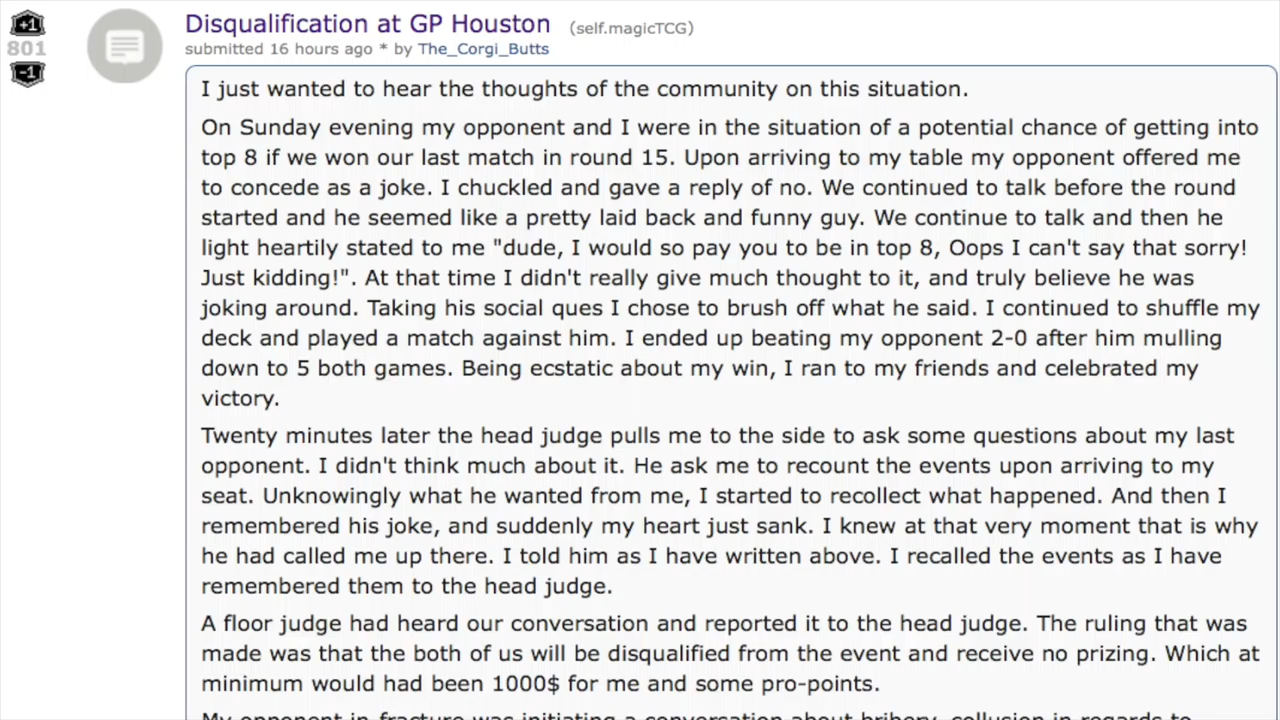 +1
801
-1
Disqualification at GP Houston (self.magicTCG)
submitted 16 hours ago * by The_Corgi_Butts
I just wanted to hear the thoughts of the community on this situation.
On Sunday evening my opponent and I were in the situation of a potential chance of getting into
top 8 if we won our last match in round 15. Upon arriving to my table my opponent offered me
to concede as a joke. I chuckled and gave a reply of no. We continued to talk before the round
started and he seemed like a pretty laid back and funny guy. We continue to talk and then he
light heartily stated to me "dude, I would so pay you to be in top 8, Oops I can't say that sorry!
Just kidding!". At that time I didn't really give much thought to it, and truly believe he was
joking around. Taking his social ques I chose to brush off what he said. I continued to shuffle my
deck and played a match against him. I ended up beating my opponent 2-0 after him mulling
down to 5 both games. Being ecstatic about my win, I ran to my friends and celebrated my
victory.
Twenty minutes later the head judge pulls me to the side to ask some questions about my last
opponent. I didn't think much about it. He ask me to recount the events upon arriving to my
seat. Unknowingly what he wanted from me, I started to recollect what happened. And then I
remembered his joke, and suddenly my heart just sank. I knew at that very moment that is why
he had called me up there. I told him as I have written above. I recalled the events as I have
remembered them to the head judge.
A floor judge had heard our conversation and reported it to the head judge. The ruling that was
made was that the both of us will be disqualified from the event and receive no prizing. Which at
minimum would had been 1000$ for me and some pro-points.
My opponent in fracture was initiating a conversation about bribery, collusion in regards to